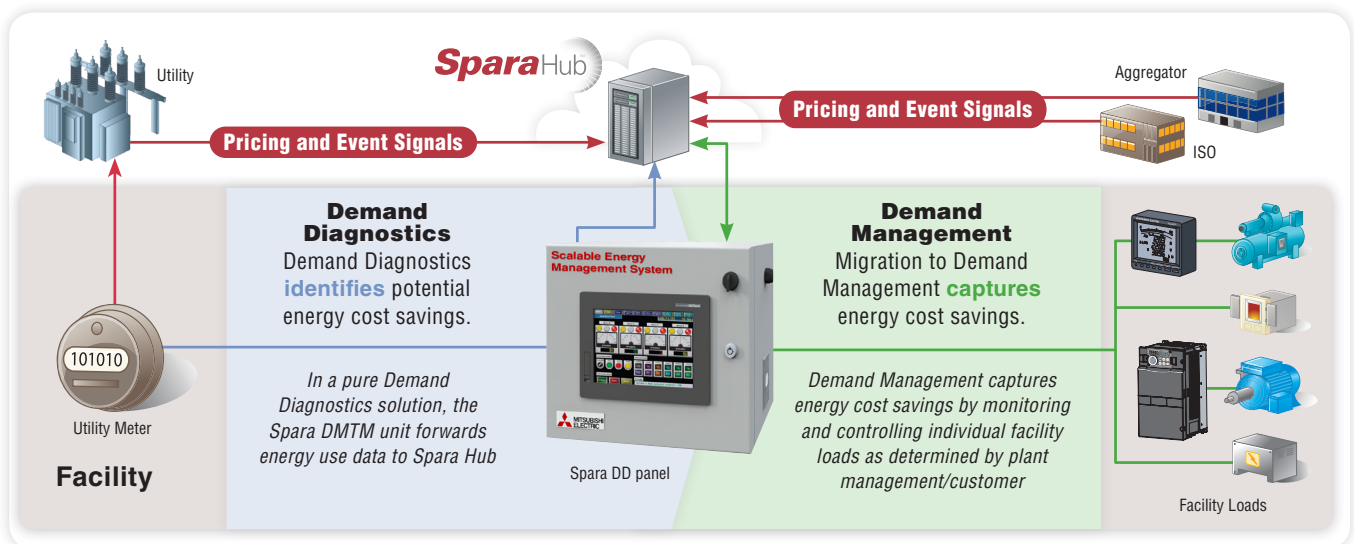 SparaHub
Utility
Aggregator
Pricing and Event Signals
Pricing and Event Signals
ISO
Demand
Diagnostics
Demand Diagnostics
identifies potential
energy cost savings.
In a pure Demand
Diagnostics solution, the
Spara DMTM unit forwards
energy use data to Spara Hub
101010
Utility Meter
Facility
Scalable Energy
Management System
MITSUBISHI
ELECTRIC
Spara DD panel
Demand
Management
Migration to Demand
Management captures
energy cost savings.
Demand Management captures
energy cost savings by monitoring
and controlling individual facility
loads as determined by plant
management/customer
Facility Loads